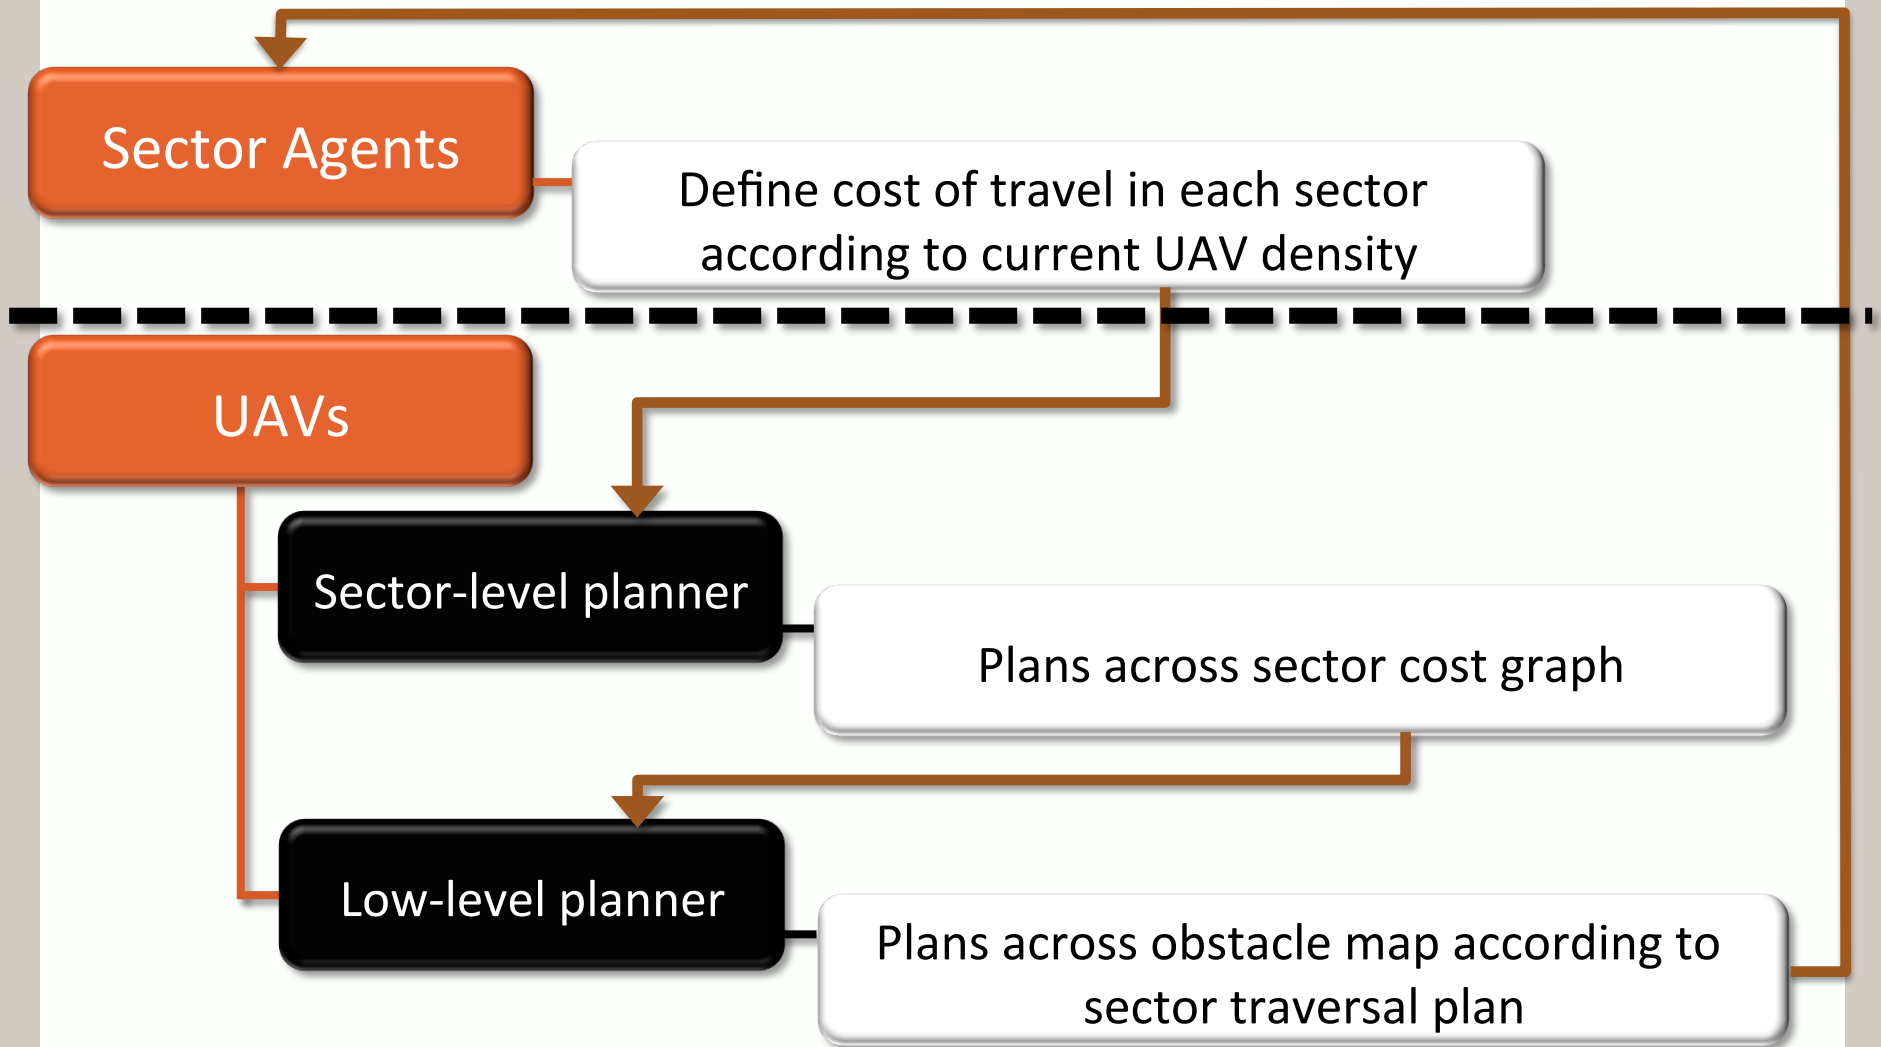 Sector Agents
Define cost of travel in each sector
according to current UAV density
UAVs
Sector-level planner
Plans across sector cost graph
Low-level planner
Plans across obstacle map according to
sector traversal plan